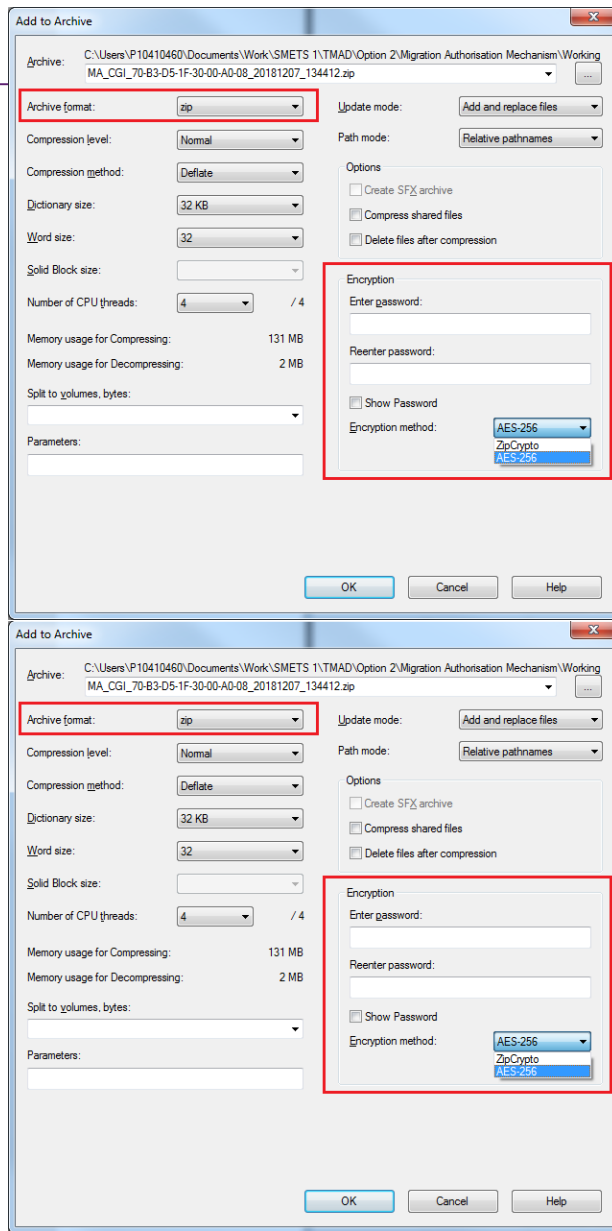 Add to Archive
x
C:\Users\P10410460\Documents\Work\SMETS 1\TMAD\Option 2\Migration Authorisation Mechanism\Working
Archive:
MA_CGI_70-B3-D5-1F-30-00-A0-08_20181207_134412.zip
...
Archive format: zip
Update mode: Add and replace files
Compression level: Normal
Path mode: Relative pathnames
Compression method: Deflate
Options
Create SFX archive
Dictionary size: 32 KB
Compress shared files
Word size: 32
Delete files after compression
Solid Block size:
Encryption
Number of CPU threads: 4 / 4
Enter password:
Memory usage for Compressing: 131 MB
Reenter password:
Memory usage for Decompressing: 2 MB
Split to volumes, bytes:
Show Password
Encryption method: AES-256
Parameters:
ZipCrypto
AES-256
OK Cancel Help
Add to Archive
x
C:\Users\P10410460\Documents\Work\SMETS 1\TMAD\Option 2\Migration Authorisation Mechanism\Working
Archive:
MA_CGI_70-B3-D5-1F-30-00-A0-08_20181207_134412.zip
...
Archive format: zip
Update mode: Add and replace files
Compression level: Normal
Path mode: Relative pathnames
Compression method: Deflate
Options
Create SFX archive
Dictionary size: 32 KB
Compress shared files
Word size: 32
Delete files after compression
Solid Block size:
Encryption
Number of CPU threads: 4 / 4
Enter password:
Memory usage for Compressing: 131 MB
Reenter password:
Memory usage for Decompressing: 2 MB
Split to volumes, bytes:
Show Password
Encryption method: AES-256
Parameters:
ZipCrypto
AES-256
OK Cancel Help